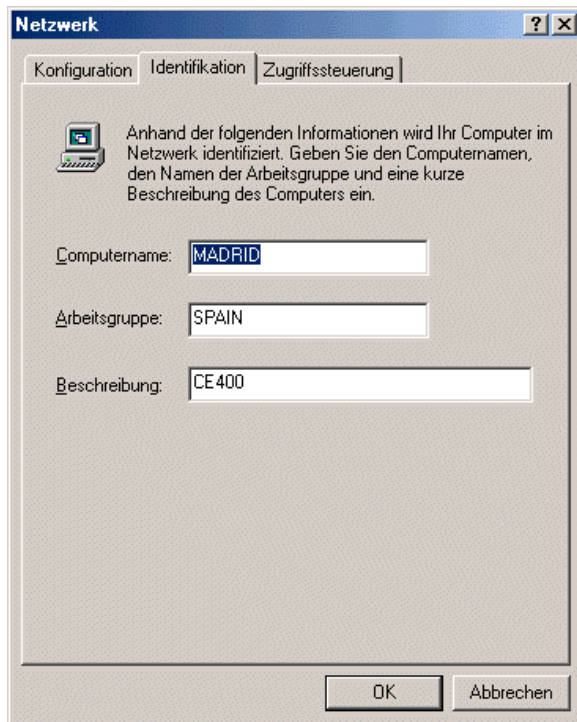 Netzwerk
Konfiguration Identifikation Zugriffssteuerung
Anhand der folgenden Informationen wird Ihr Computer im
Netzwerk identifiziert. Geben Sie den Computernamen,
den Namen der Arbeitsgruppe und eine kurze
Beschreibung des Computers ein.
Computername: MADRID
Arbeitsgruppe: SPAIN
Beschreibung: CE400
OK Abbrechen